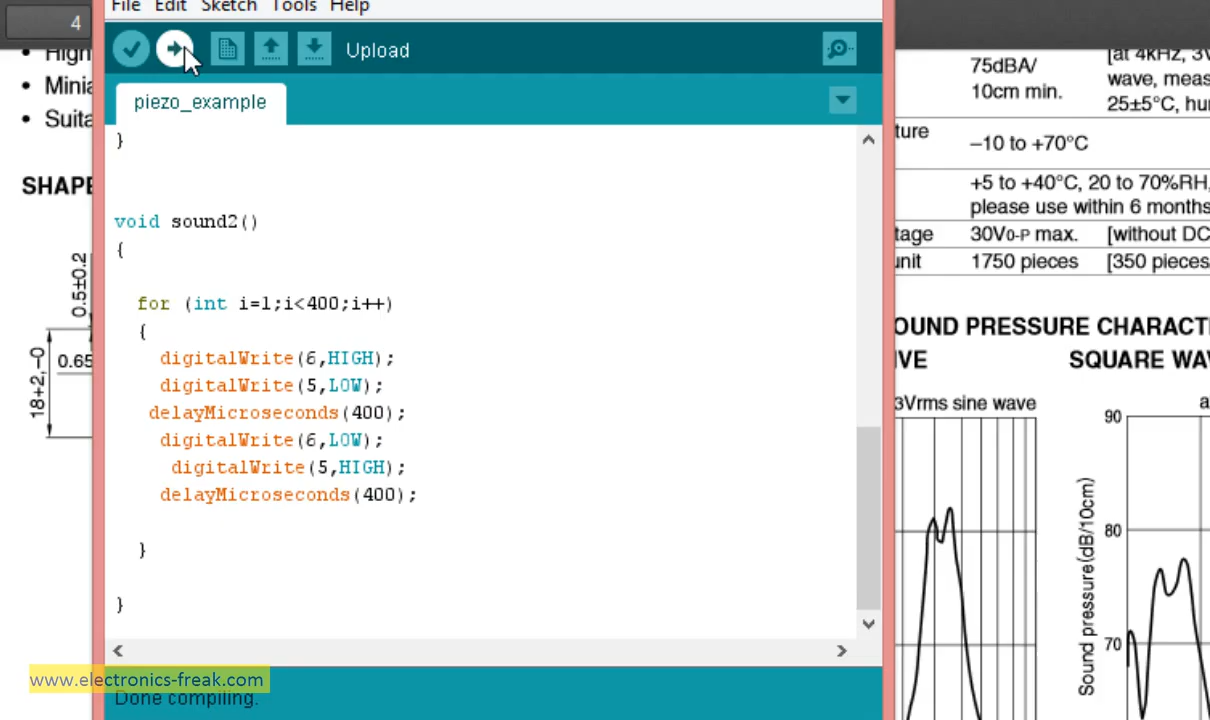 File Edit Sketch Tools Help
4
Upload
piezo_example
}
void sound2()
{
for (int i=1;i<400;i++)
{
digitalWrite(6,HIGH);
digitalWrite(5,LOW);
delayMicroseconds(400);
digitalWrite(6,LOW);
digitalWrite(5,HIGH);
delayMicroseconds(400);
}
}
Done compiling.
www.electronics-freak.com
• High
• Minia
• Suita
SHAPE
0.5±0.2
0.65
18+2,–0
75dBA/
10cm min.
[at 4kHz, 3V
wave, meas
25±5°C, hu
ture
–10 to +70°C
+5 to +40°C, 20 to 70%RH,
please use within 6 months
tage 30V0-P max. [without DC
unit 1750 pieces [350 pieces
OUND PRESSURE CHARACT
VE
SQUARE WAV
3Vrms sine wave
90
80
70
Sound pressure(dB/10cm)